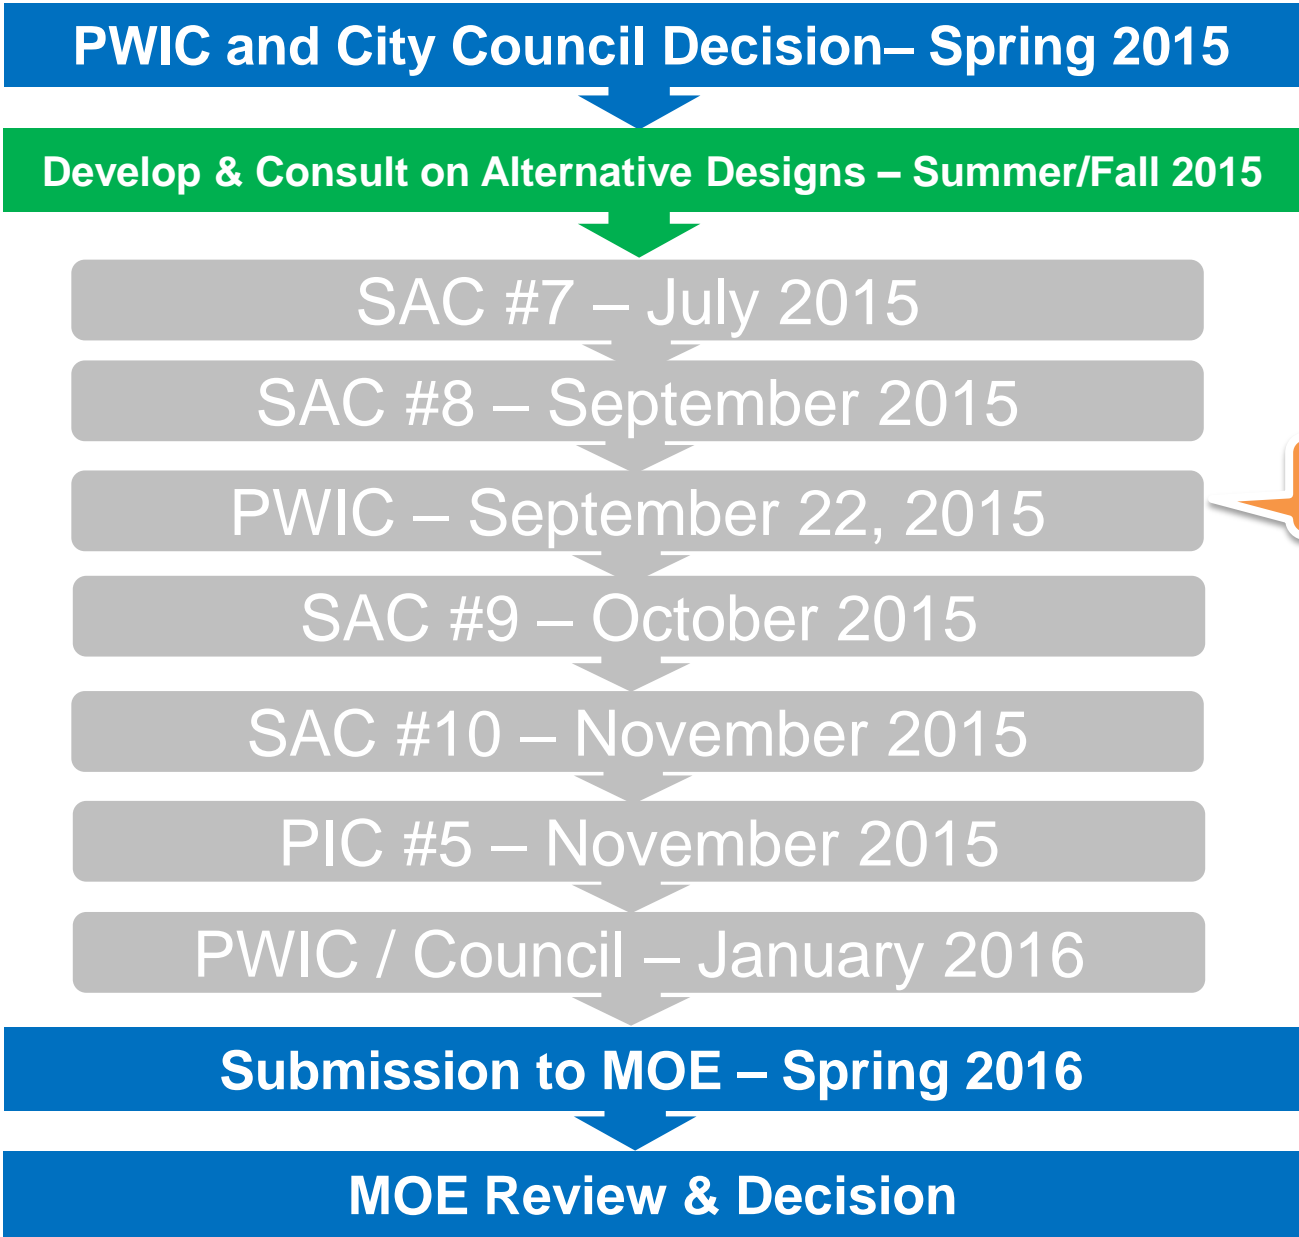 PWIC and City Council Decision– Spring 2015
Develop & Consult on Alternative Designs – Summer/Fall 2015
SAC #7 – July 2015
SAC #8 – September 2015
PWIC – September 22, 2015
SAC #9 – October 2015
SAC #10 – November 2015
PIC #5 – November 2015
PWIC / Council – January 2016
Submission to MOE – Spring 2016
MOE Review & Decision